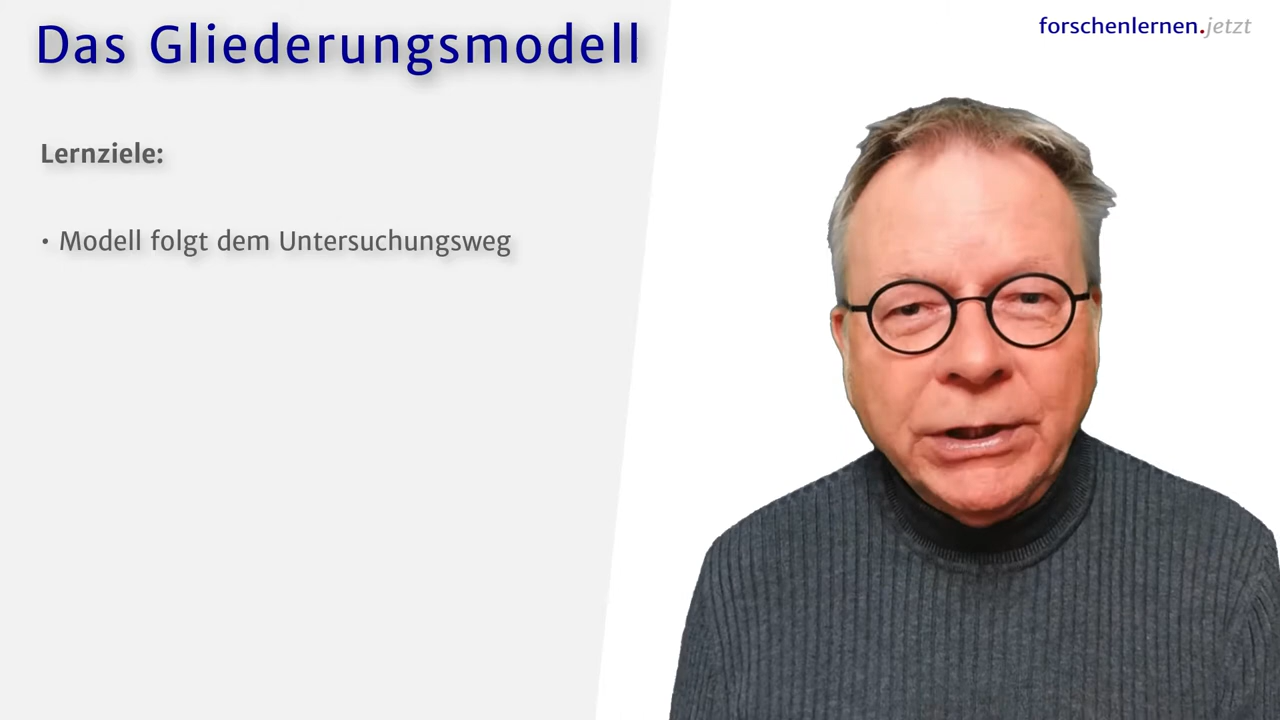 Das Gliederungsmodell
forschenlernen.jetzt
Lernziele:
• Modell folgt dem Untersuchungsweg